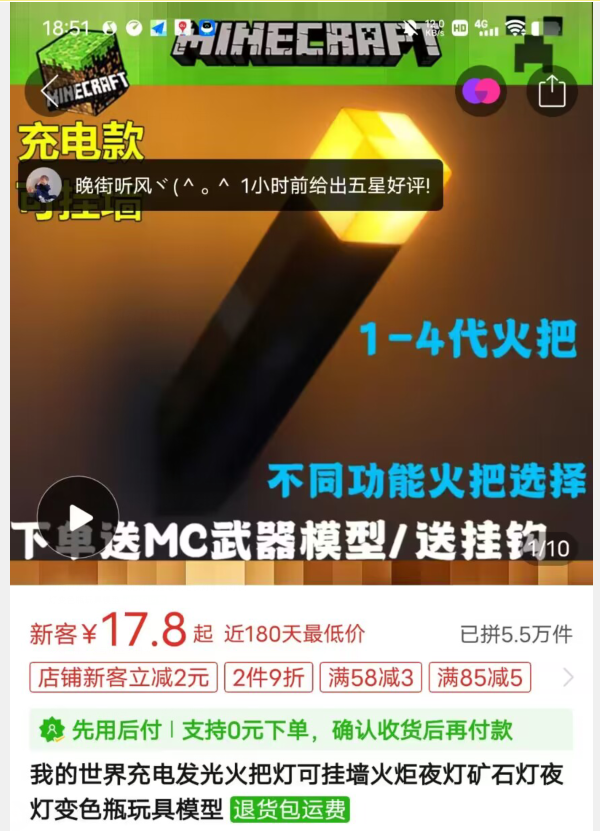 18:51
12.0 KB/s
HD
4G
MINECRAFT
MINECRAFT
充电款
可挂墙
晚街听风ヾ(^。^ 1小时前给出五星好评!
1-4代火把
不同功能火把选择
下单送MC武器模型/送挂钩
1/10
新客¥17.8起 近180天最低价 已拼5.5万件
店铺新客立减2元 2件9折 满58减3 满85减5
先用后付 | 支持0元下单，确认收货后再付款
我的世界充电发光火把灯可挂墙火炬夜灯矿石灯夜
灯变色瓶玩具模型 退货包运费